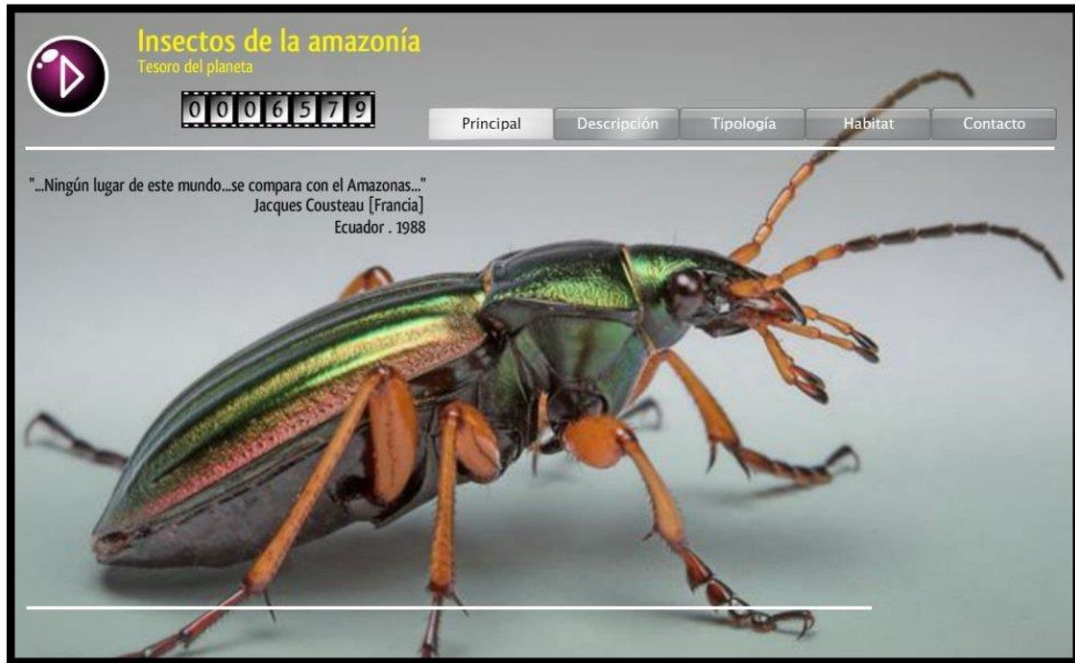 Insectos de la amazonía
Tesoro del planeta
0006579
Principal Descripción Tipología Habitat Contacto
"...Ningún lugar de este mundo...se compara con el Amazonas..."
Jacques Cousteau [Francia]
Ecuador . 1988